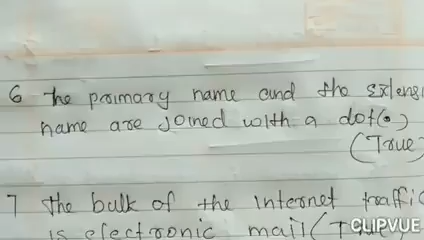 6 The primary name and the Extens
name are joined with a dot(.)
(True)
7 The bulk of the internet traffic
is electronic mail(T
CLIPVUE